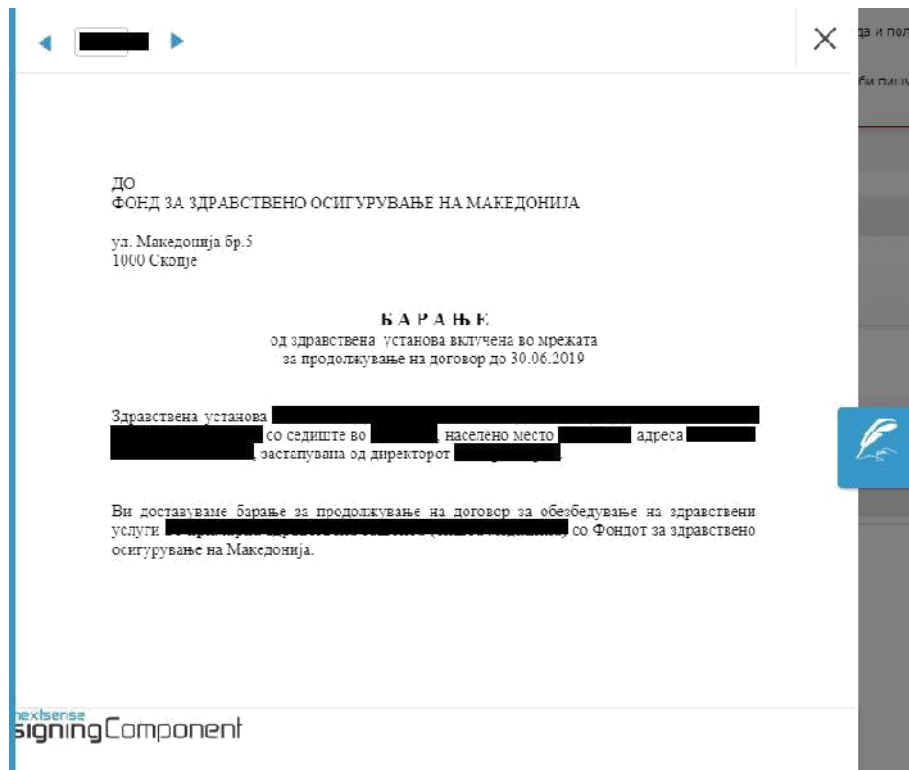 да и пол
ДО
ФОНД ЗА ЗДРАВСТВЕНО ОСИГУРУВАЊЕ НА МАКЕДОНИЈА
ул. Македонија бр.5
1000 Скопје
БАРАЊЕ
од здравствена установа вклучена во мрежата
за продолжување на договор до 30.06.2019
Здравствена установа
со седиште во , населено место адреса
, застапувана од директорот .
Ви доставуваме барање за продолжување на договор за обезбедување на здравствени
услуги со Фондот за здравствено
осигурување на Македонија.
nextsense
signingComponent